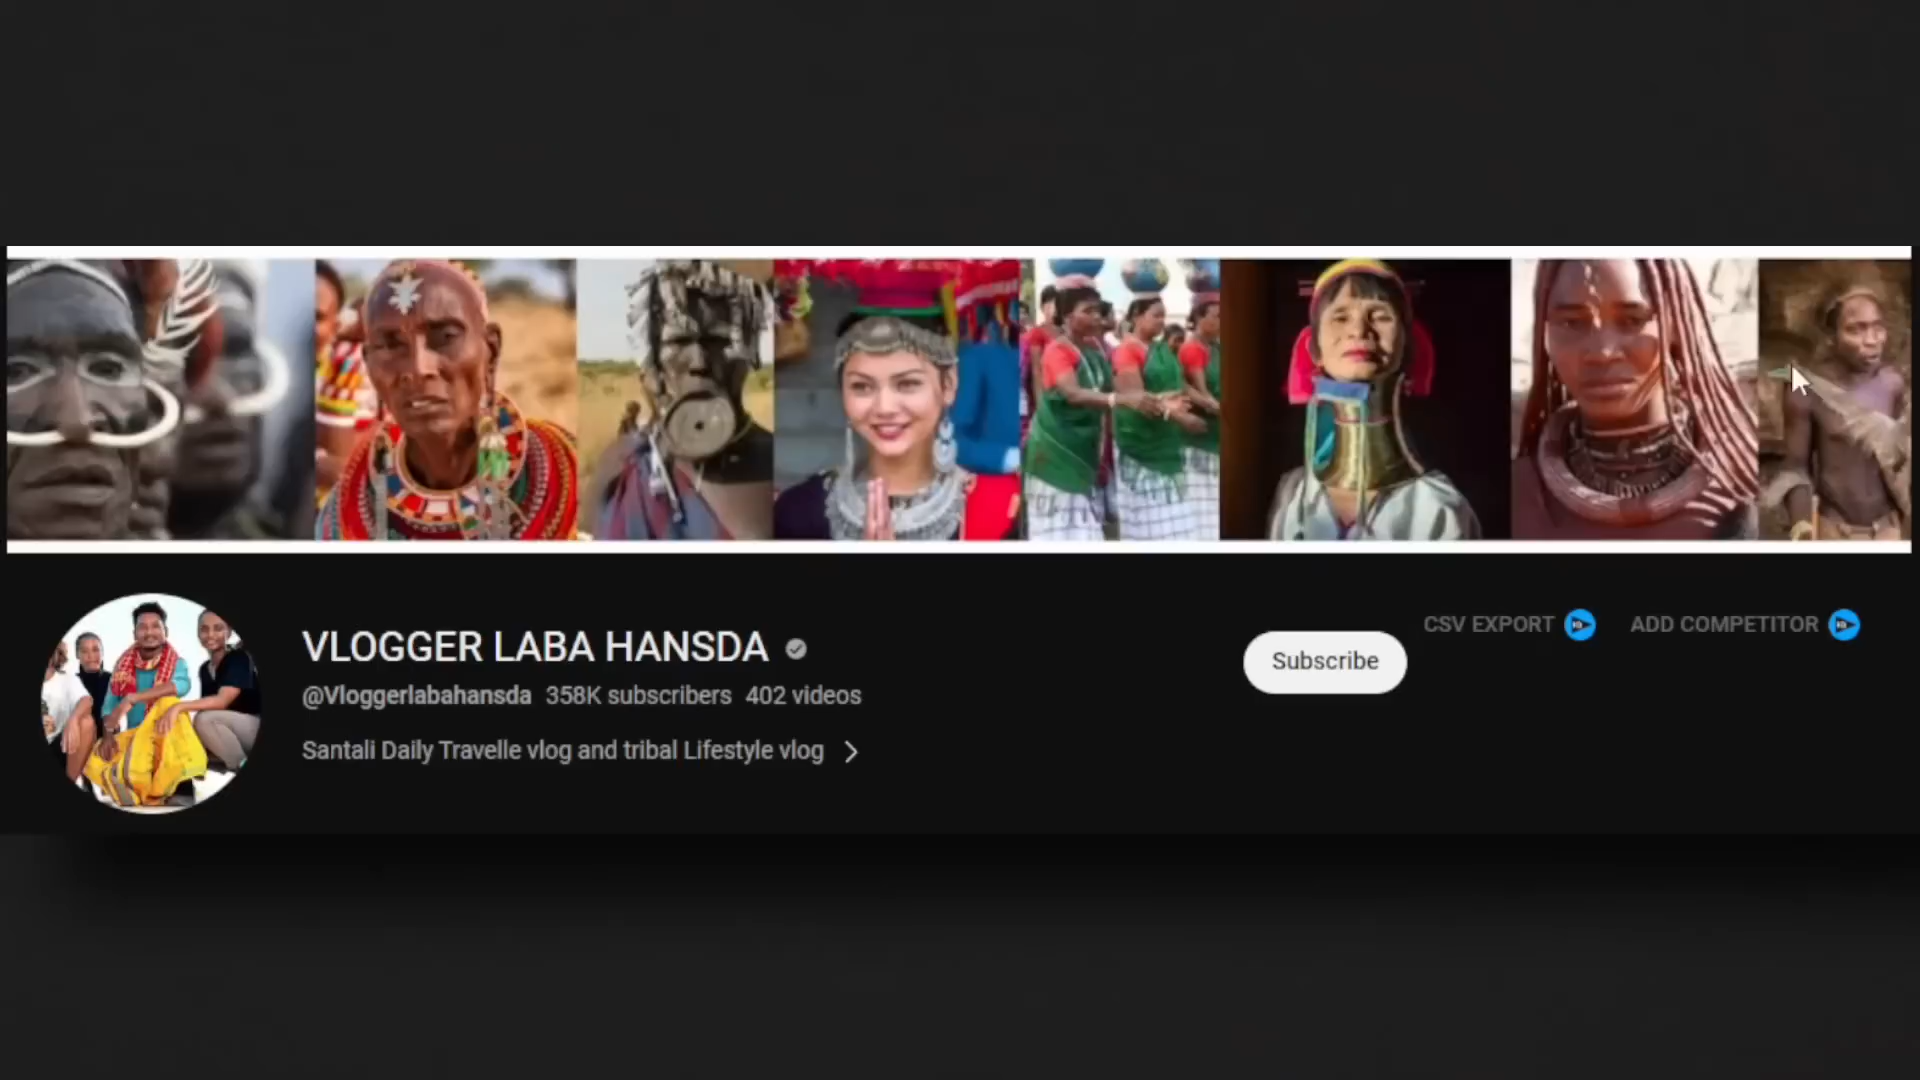 VLOGGER LABA HANSDA
@Vloggerlabahansda 358K subscribers 402 videos
Santali Daily Travelle vlog and tribal Lifestyle vlog
Subscribe
CSV EXPORT
ADD COMPETITOR